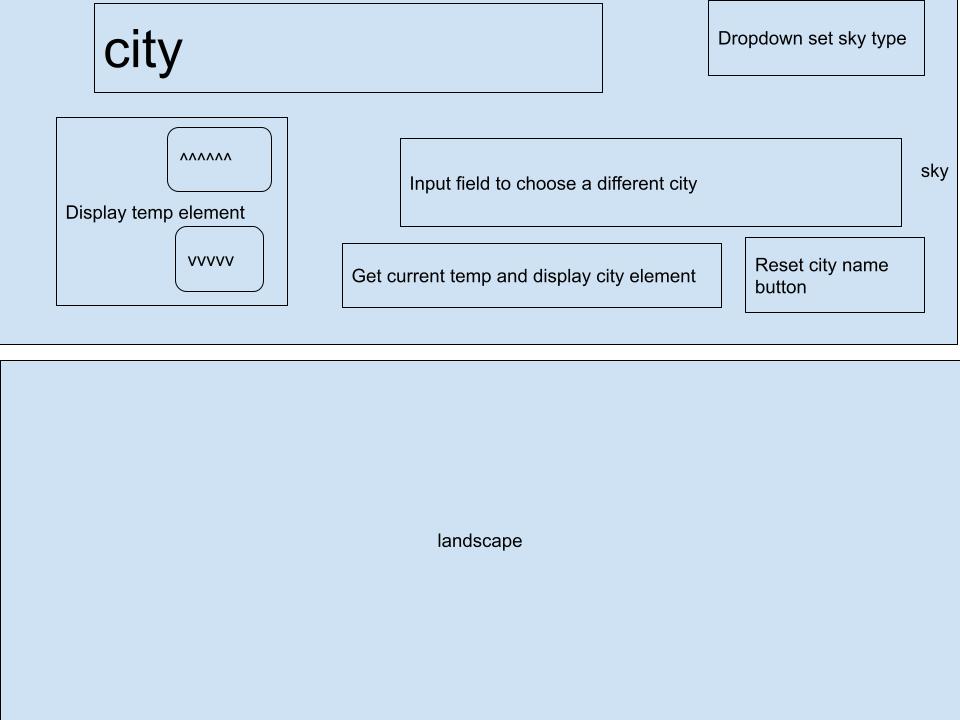 city
Dropdown set sky type
^^^^^^
Input field to choose a different city
sky
Display temp element
vvvvv
Get current temp and display city element
Reset city name
button
landscape